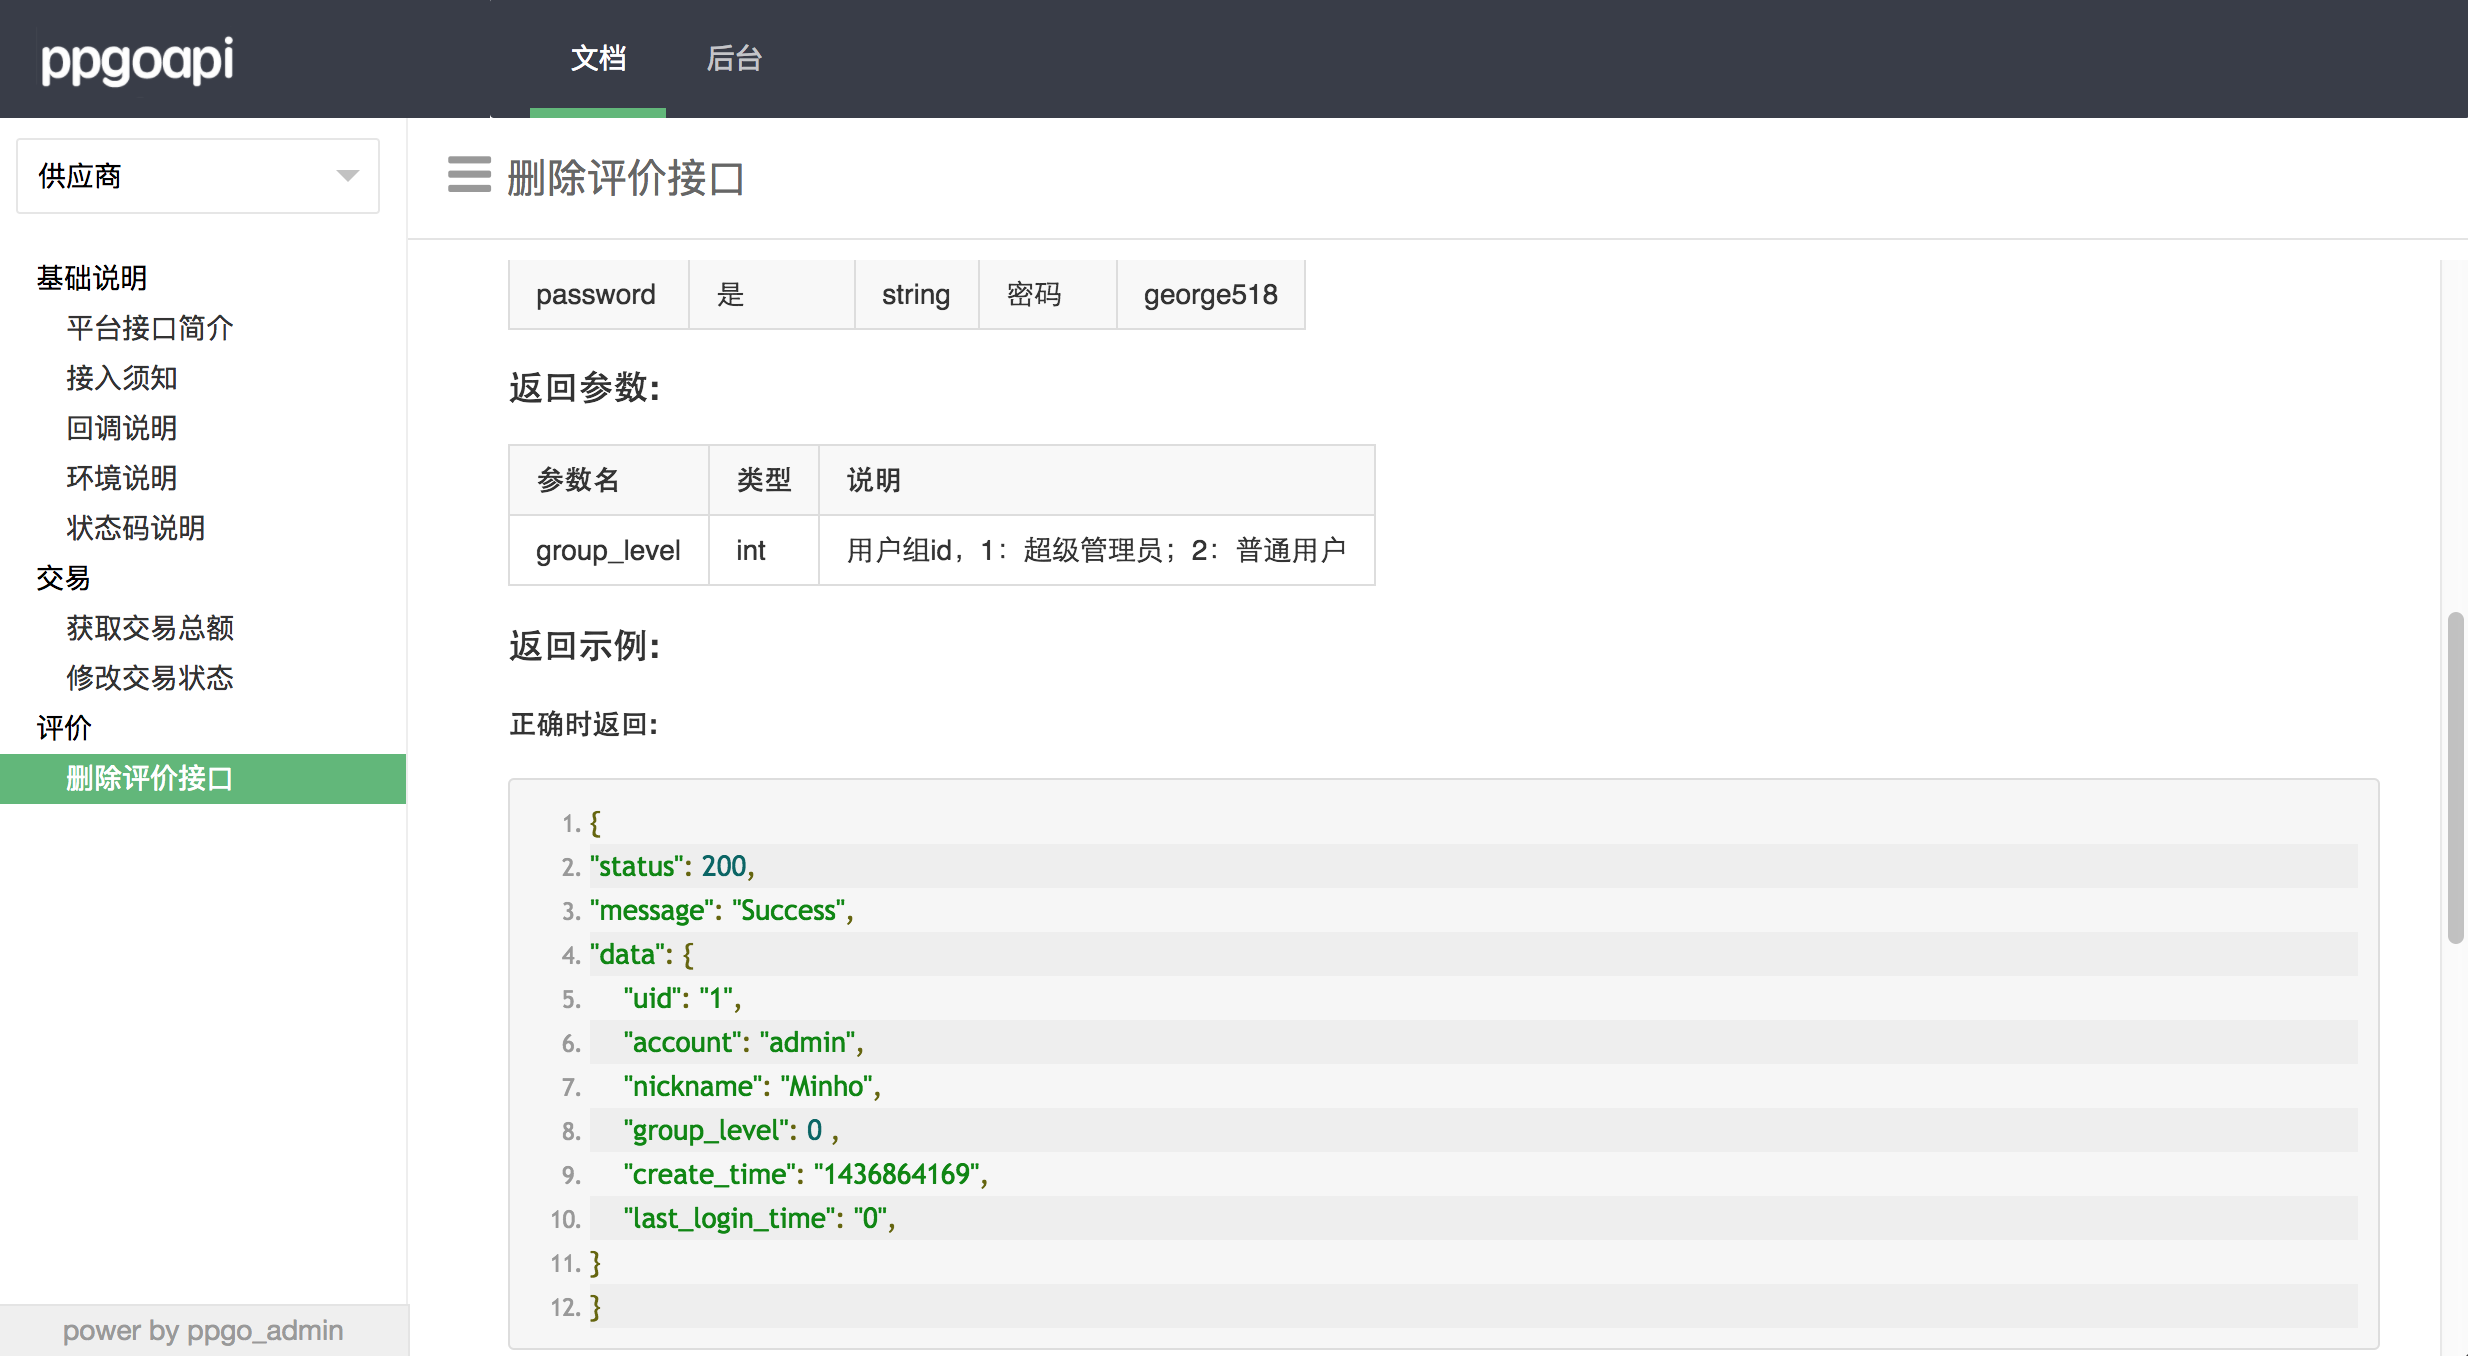 ppgoapi 文档 后台
供应商
基础说明
平台接口简介
接入须知
回调说明
环境说明
状态码说明
交易
获取交易总额
修改交易状态
评价
删除评价接口
power by ppgo_admin
删除评价接口
password 是 string 密码 george518
返回参数:
参数名 类型 说明
group_level int 用户组id，1：超级管理员；2：普通用户
返回示例:
正确时返回:
1. {
2. "status": 200,
3. "message": "Success",
4. "data": {
5. "uid": "1",
6. "account": "admin",
7. "nickname": "Minho",
8. "group_level": 0 ,
9. "create_time": "1436864169",
10. "last_login_time": "0",
11. }
12. }